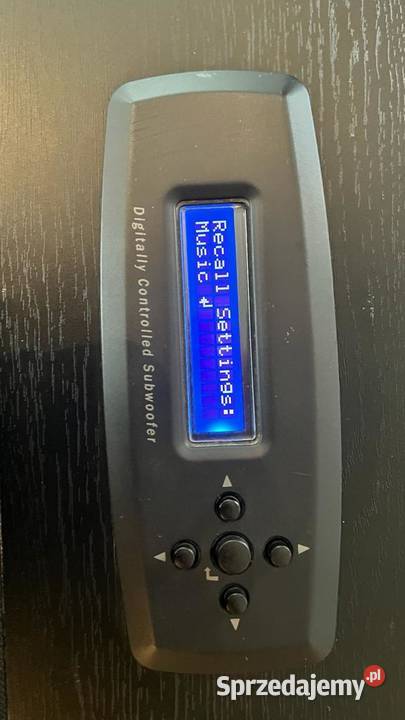 Recall Settings:
Music ↲
Digitally Controlled Subwoofer
Sprzedajemy.pl